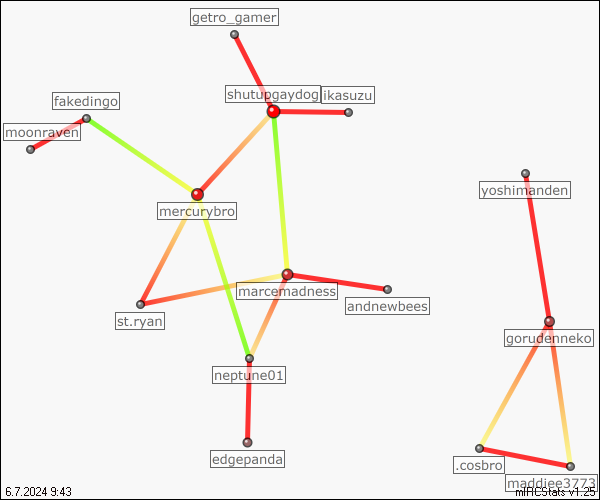 getro_gamer
shutupgaydog
ikasuzu
fakedingo
moonraven
yoshimanden
mercurybro
marcemadness
andnewbees
st.ryan
gorudenneko
neptune01
edgepanda
.cosbro
maddiee3773
6.7.2024 9:43
mIRCStats v1.25